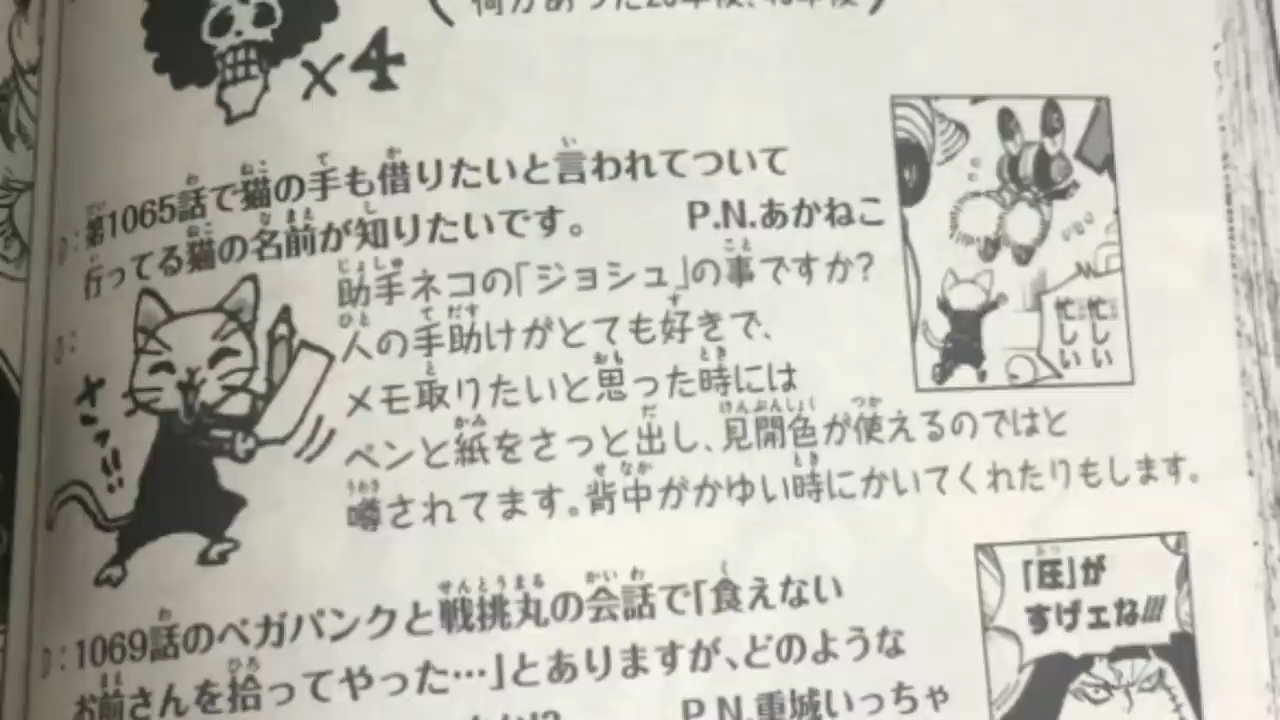 ×4
D:第1065話で猫の手も借りたいと言われてついて
行ってる猫の名前が知りたいです。 P.N.あかねこ
O:助手ネコの「ジョシュ」の事ですか?
人の手助けがとても好きで、
メモ取りたいと思った時には
ペンと紙をさっと出し、見聞色が使えるのではと
噂されてます。背中がかゆい時にかいてくれたりもします。
サッ!!
忙しい
忙しい
D:1069話のベガパンクと戦桃丸の会話で「食えない
お前さんを拾ってやった…」とありますが、どのような
P.N.重城いっちゃ
「圧」が
すげェな!!!